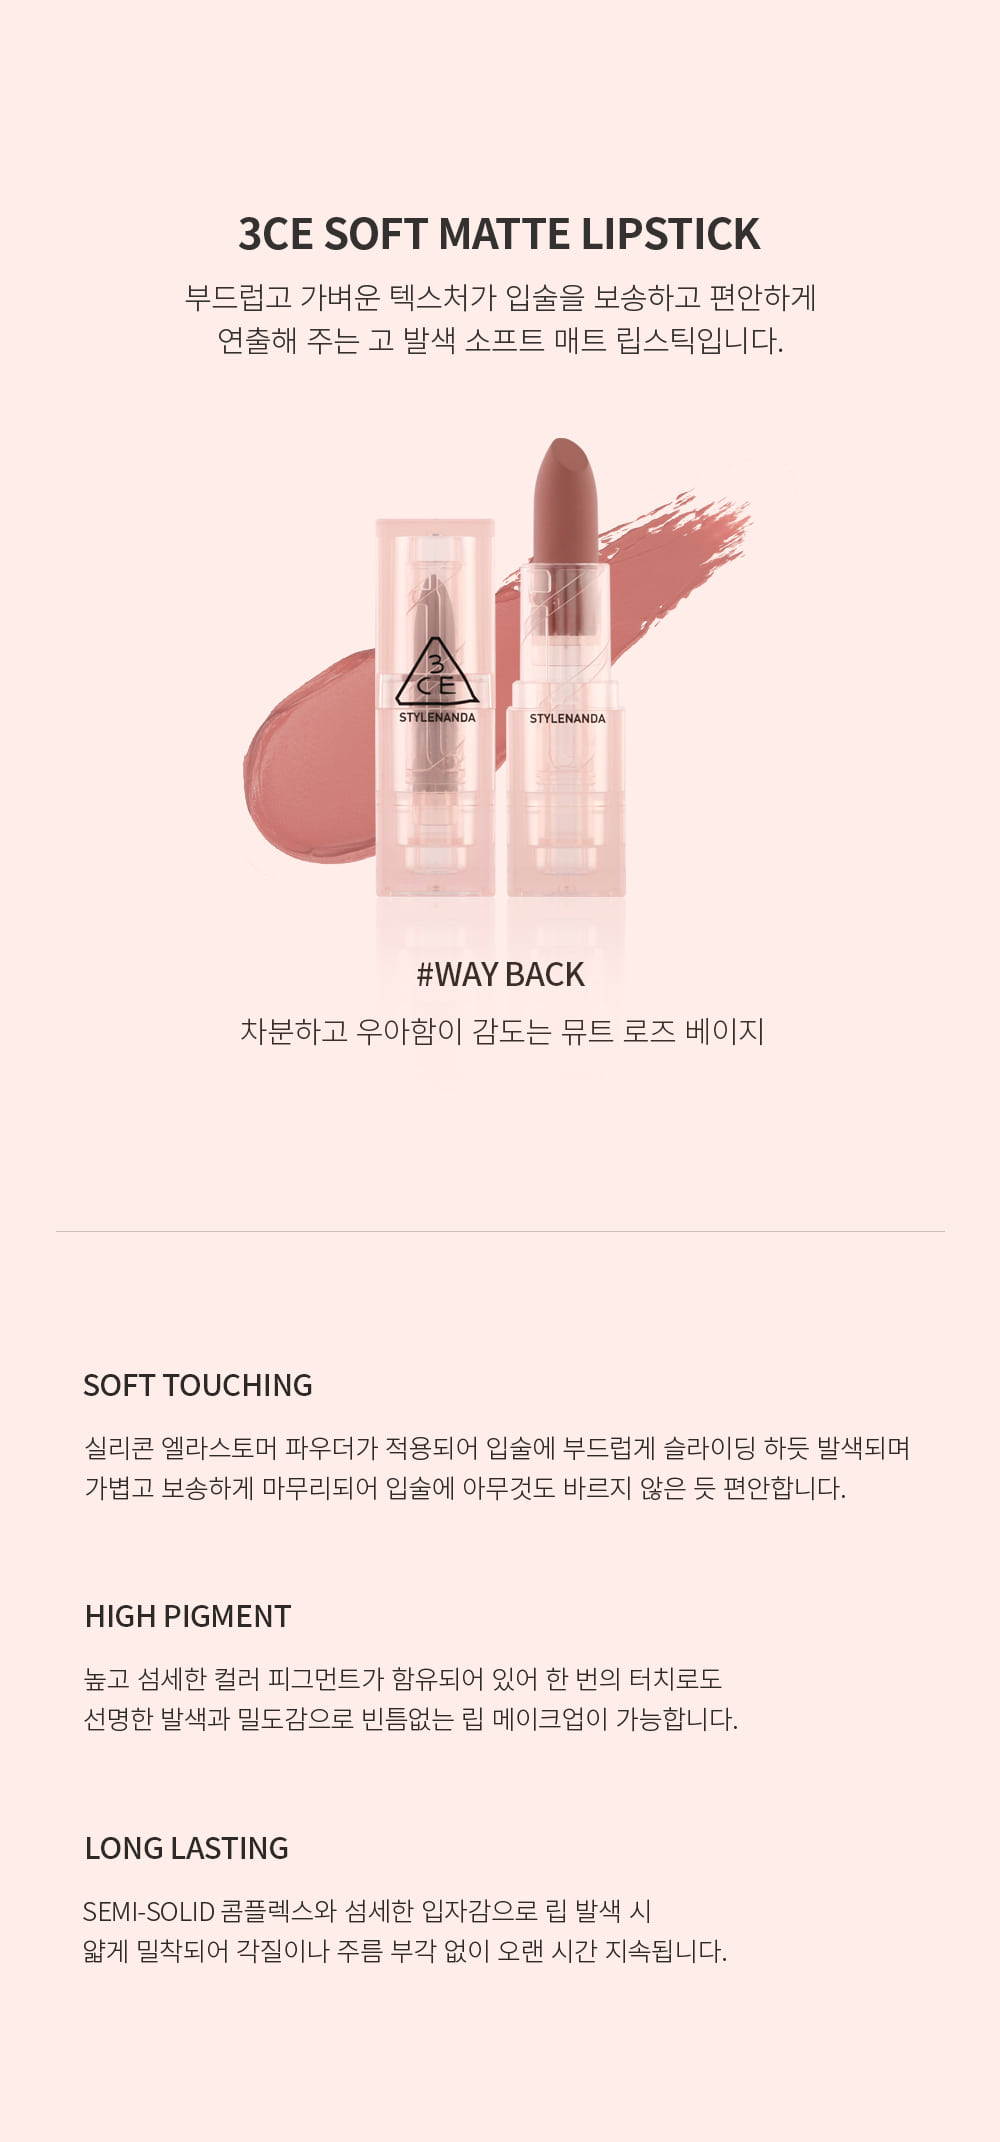 3CE SOFT MATTE LIPSTICK
부드럽고 가벼운 텍스처가 입술을 보송하고 편안하게
연출해 주는 고 발색 소프트 매트 립스틱입니다.
3
CE
STYLENANDA
STYLENANDA
#WAY BACK
차분하고 우아함이 감도는 뮤트 로즈 베이지
SOFT TOUCHING
실리콘 엘라스토머 파우더가 적용되어 입술에 부드럽게 슬라이딩 하듯 발색되며
가볍고 보송하게 마무리되어 입술에 아무것도 바르지 않은 듯 편안합니다.
HIGH PIGMENT
높고 섬세한 컬러 피그먼트가 함유되어 있어 한 번의 터치로도
선명한 발색과 밀도감으로 빈틈없는 립 메이크업이 가능합니다.
LONG LASTING
SEMI-SOLID 콤플렉스와 섬세한 입자감으로 립 발색 시
얇게 밀착되어 각질이나 주름 부각 없이 오랜 시간 지속됩니다.